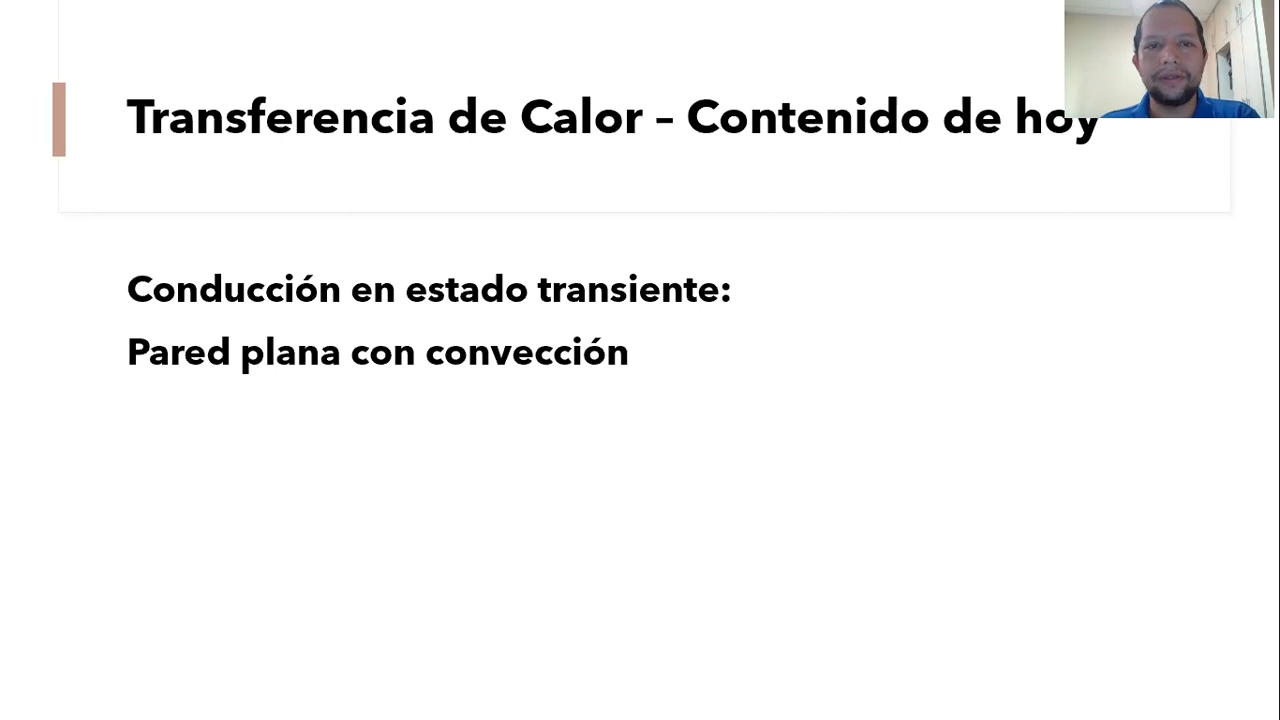 Transferencia de Calor – Contenido de hoy
Conducción en estado transiente:
Pared plana con convección